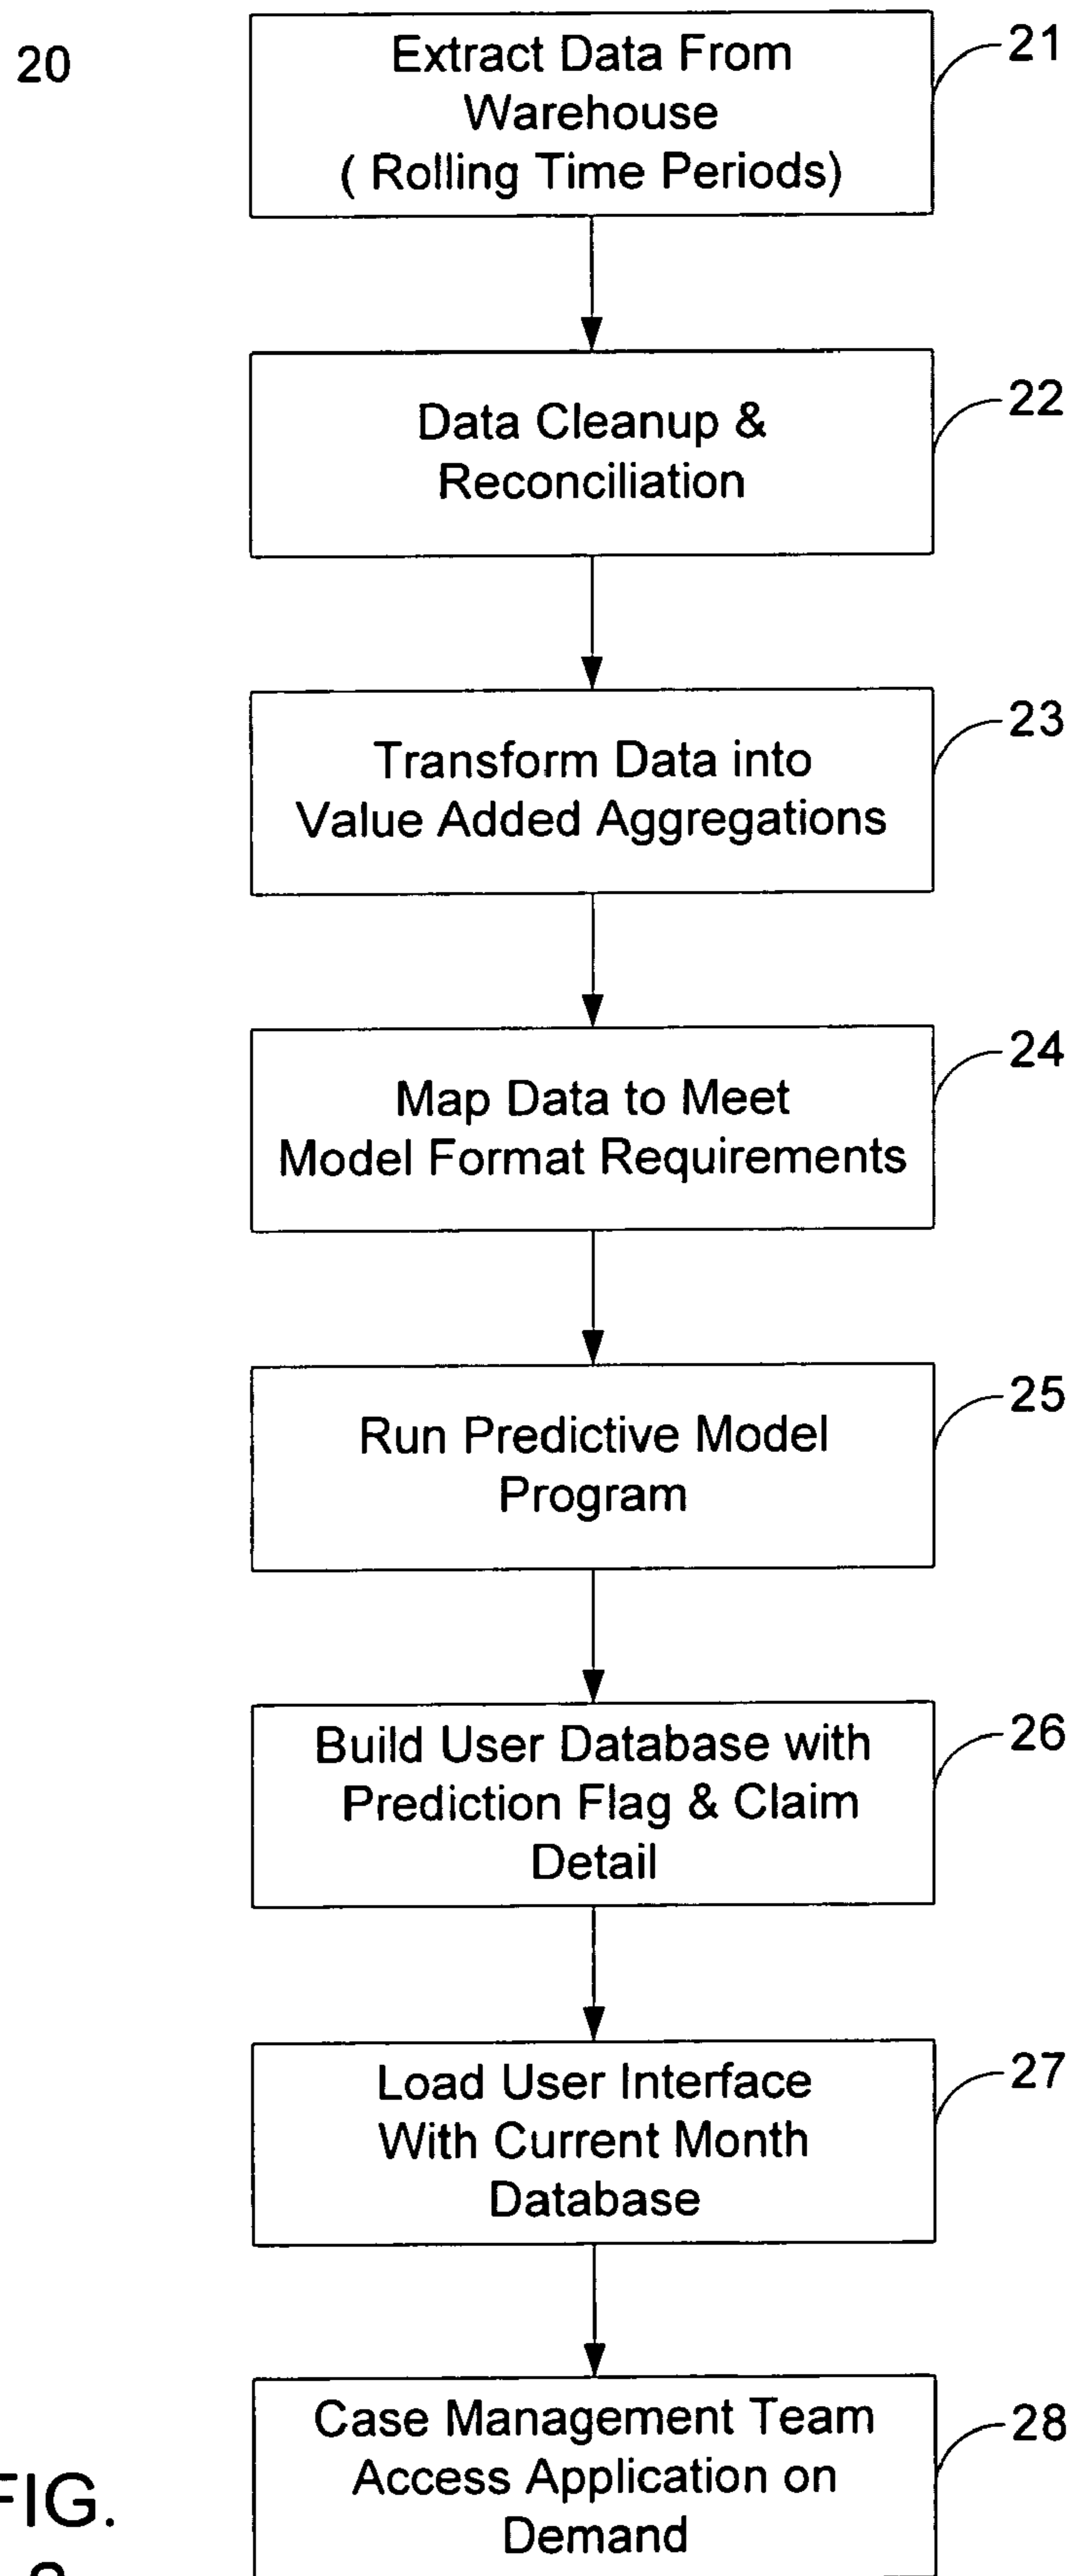 20
Extract Data From
Warehouse
( Rolling Time Periods)
21
Data Cleanup &
Reconciliation
22
Transform Data into
Value Added Aggregations
23
Map Data to Meet
Model Format Requirements
24
Run Predictive Model
Program
25
Build User Database with
Prediction Flag & Claim
Detail
26
Load User Interface
With Current Month
Database
27
Case Management Team
Access Application on
Demand
28
FIG.